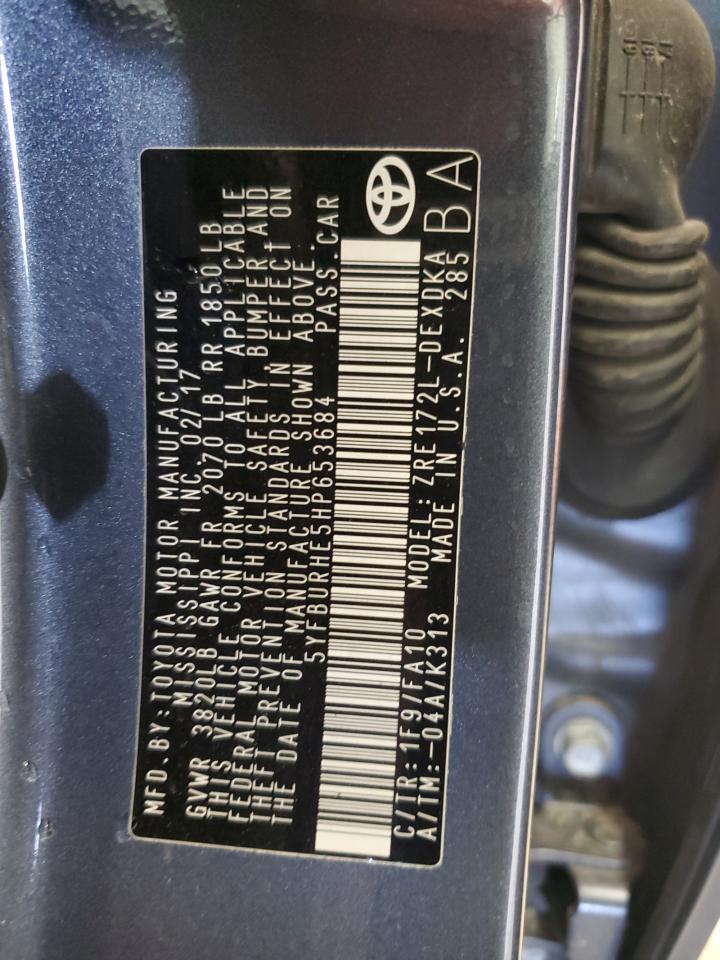 MFD.BY:TOYOTA MOTOR MANUFACTURING
MISSISSIPPI INC. 02/17
GVWR 3820LB GAWR FR 2070 LB RR 1850 LB
THIS VEHICLE CONFORMS TO ALL APPLICABLE
FEDERAL MOTOR VEHICLE SAFETY BUMPER AND
THEFT PREVENTION STANDARDS IN EFFECT ON
THE DATE OF MANUFACTURE SHOWN ABOVE.
5YFBURHE5HP653684 PASS.CAR
C/TR:1F9/FA10 MODEL:ZRE172L-DEXDKA
A/TM:-04A/K313 MADE IN U.S.A. 285
BA